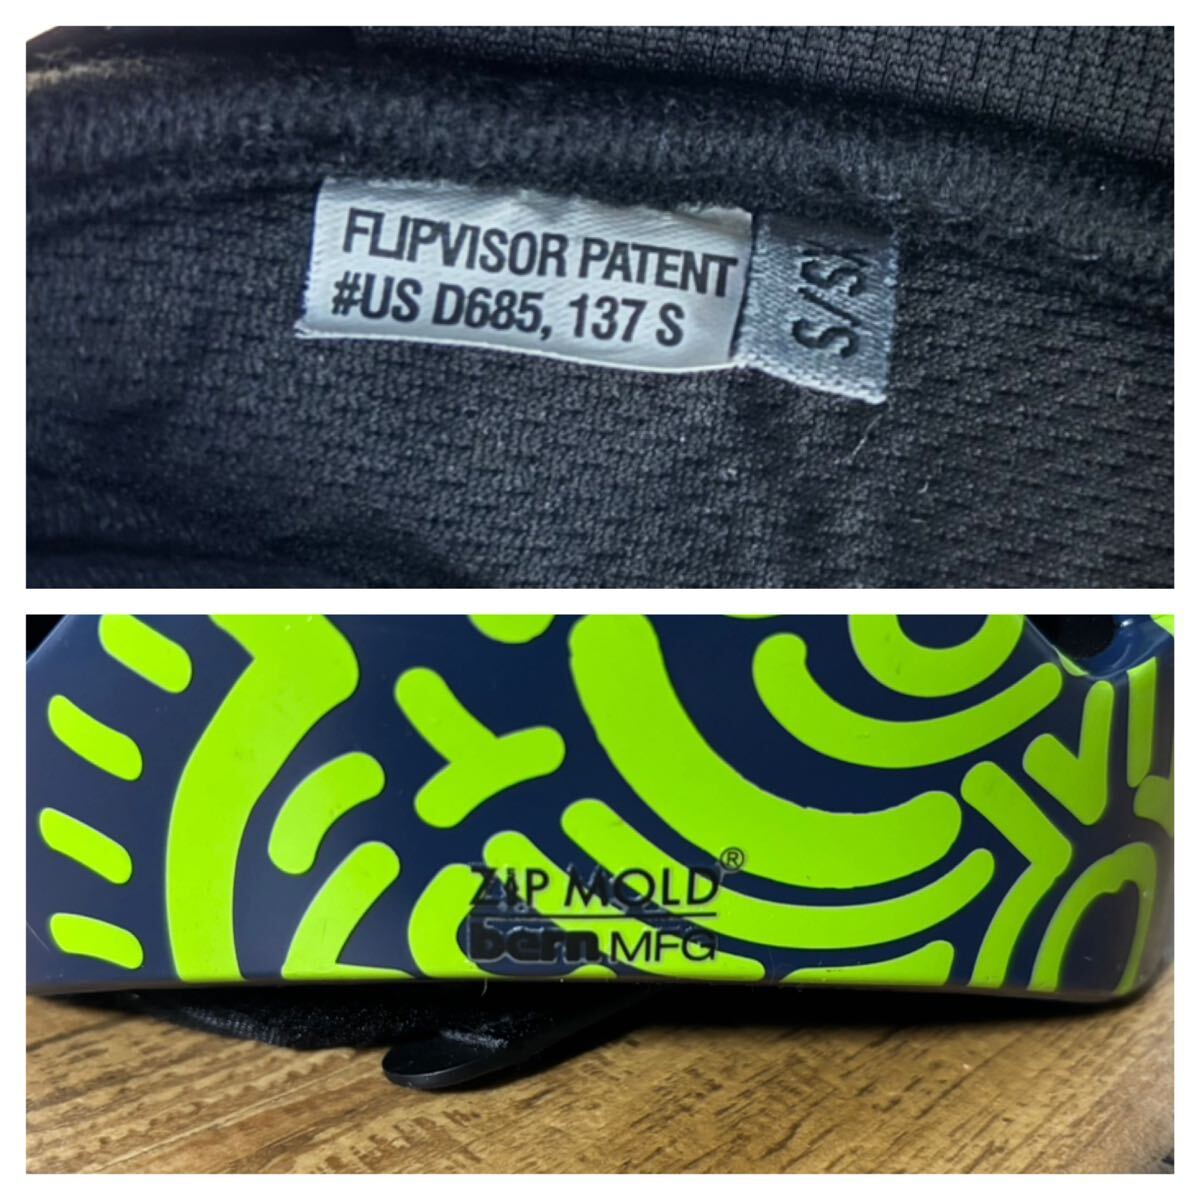 FLIPVISOR PATENT
#US D685, 137 S
ZIP MOLD®
bern MFG